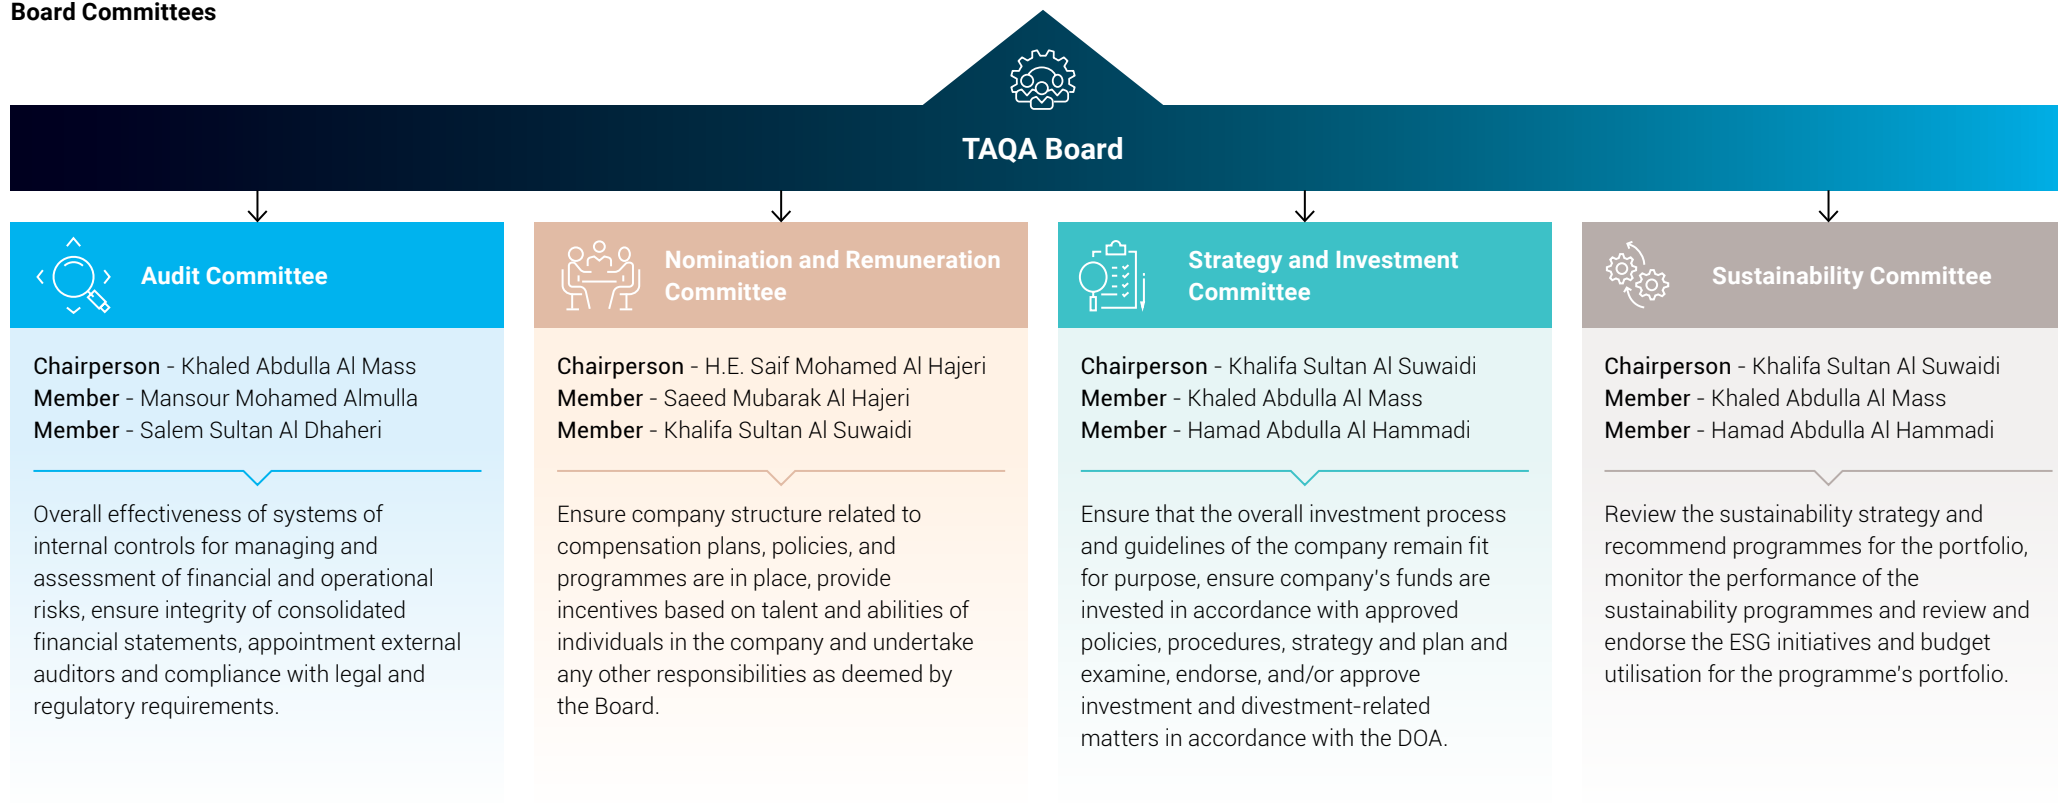 Board Committees
TAQA Board
Audit Committee
Chairperson - Khaled Abdulla Al Mass
Member - Mansour Mohamed Almulla
Member - Salem Sultan Al Dhaheri
Overall effectiveness of systems of
internal controls for managing and
assessment of financial and operational
risks, ensure integrity of consolidated
financial statements, appointment external
auditors and compliance with legal and
regulatory requirements.
Nomination and Remuneration
Committee
Chairperson - H.E. Saif Mohamed Al Hajeri
Member - Saeed Mubarak Al Hajeri
Member - Khalifa Sultan Al Suwaidi
Ensure company structure related to
compensation plans, policies, and
programmes are in place, provide
incentives based on talent and abilities of
individuals in the company and undertake
any other responsibilities as deemed by
the Board.
Strategy and Investment
Committee
Chairperson - Khalifa Sultan Al Suwaidi
Member - Khaled Abdulla Al Mass
Member - Hamad Abdulla Al Hammadi
Ensure that the overall investment process
and guidelines of the company remain fit
for purpose, ensure company's funds are
invested in accordance with approved
policies, procedures, strategy and plan and
examine, endorse, and/or approve
investment and divestment-related
matters in accordance with the DOA.
Sustainability Committee
Chairperson - Khalifa Sultan Al Suwaidi
Member - Khaled Abdulla Al Mass
Member - Hamad Abdulla Al Hammadi
Review the sustainability strategy and
recommend programmes for the portfolio,
monitor the performance of the
sustainability programmes and review and
endorse the ESG initiatives and budget
utilisation for the programme's portfolio.